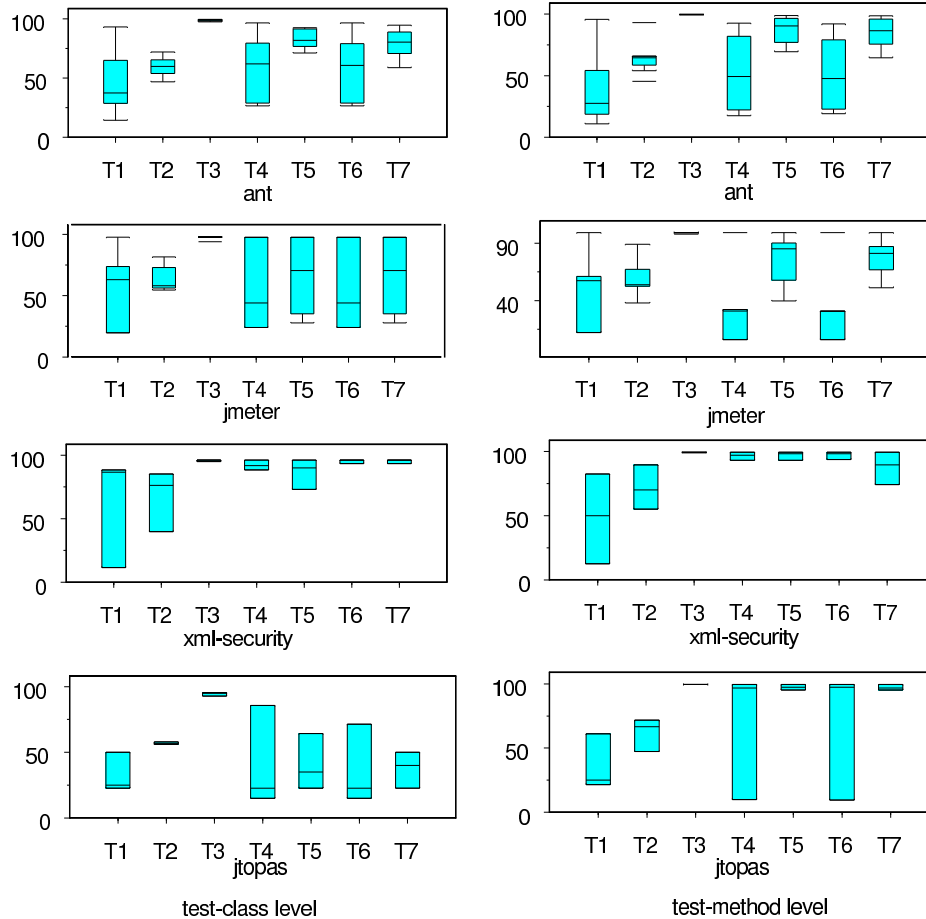 100
50
0
T1 T2 T3 T4 T5 T6 T7
ant
100
50
0
T1 T2 T3 T4 T5 T6 T7
ant
100
50
0
T1 T2 T3 T4 T5 T6 T7
jmeter
90
40
T1 T2 T3 T4 T5 T6 T7
jmeter
100
50
0
T1 T2 T3 T4 T5 T6 T7
xml-security
100
50
0
T1 T2 T3 T4 T5 T6 T7
xml-security
100
50
0
T1 T2 T3 T4 T5 T6 T7
jtopas
100
50
0
T1 T2 T3 T4 T5 T6 T7
jtopas
test-class level
test-method level